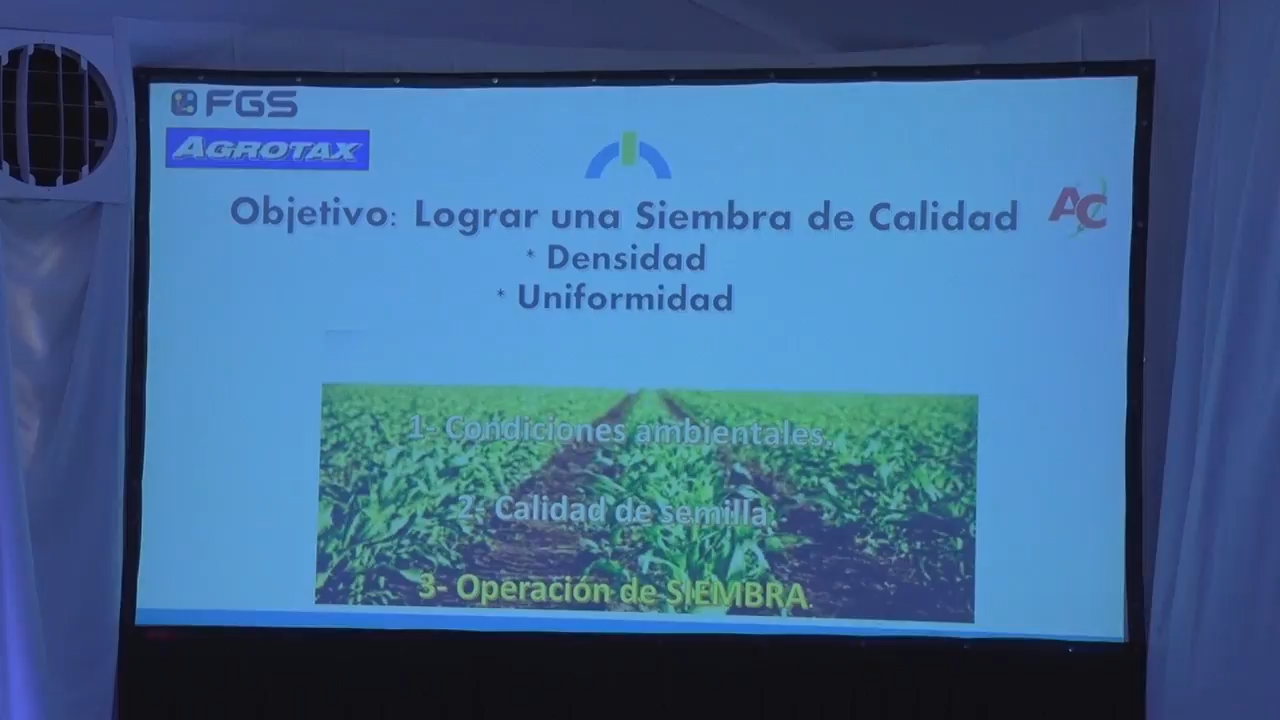 FGS
AGROTAX
AC
Objetivo: Lograr una Siembra de Calidad
* Densidad
* Uniformidad
1- Condiciones ambientales.
2- Calidad de semilla.
3- Operación de SIEMBRA.